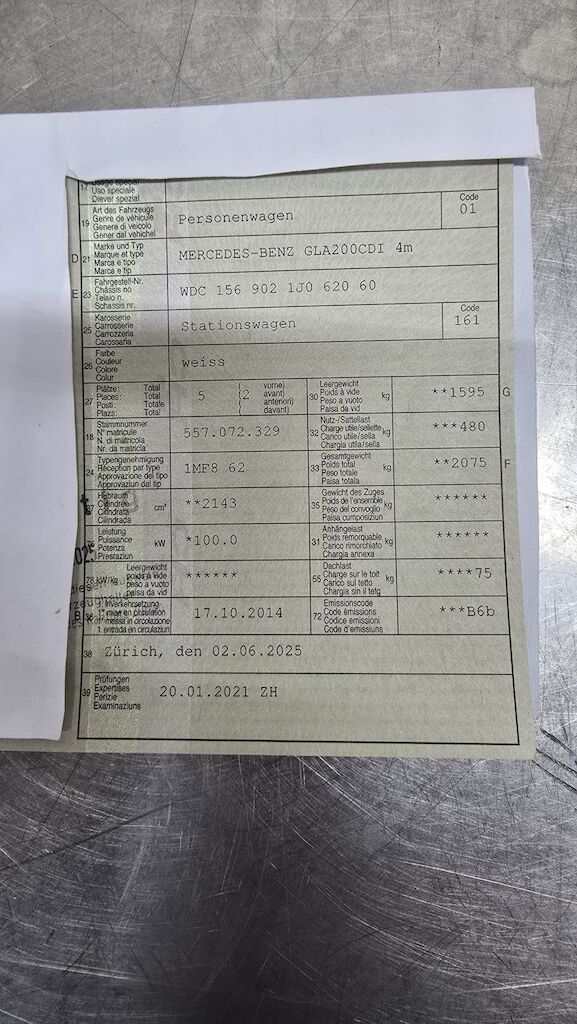 17 Usage spécial
Uso speciale
Diever spezial
19 Art des Fahrzeugs
Genre de véhicule
Genere di veicolo
Gener dal vehichel
Personenwagen
Code
01
D 21 Marke und Typ
Marque et type
Marca e tipo
Marca e tip
MERCEDES-BENZ GLA200CDI 4m
E 23 Fahrgestell-Nr.
Châssis no
Telaio n.
Schassis nr.
WDC 156 902 1J0 620 60
25 Karosserie
Carrosserie
Carrozzeria
Carossaria
Stationswagen
Code
161
26 Farbe
Couleur
Colore
Colur
weiss
27 Plätze: Total
Places: Total
Posti: Totale
Plazs: Total
5 (2 vorne)
avant)
anteriori)
davant)
30 Leergewicht
Poids à vide kg
Peso a vuoto
Paisa da vid
**1595 G
18 Stammnummer
N° matricule
N. di matricola
Nr. da matricla
557.072.329
32 Nutz-/Sattellast
Charge utile/sellette kg
Carico utile/sella
Chargia utila/sella
***480
24 Typengenehmigung
Réception par type
Approvazione del tipo
Approvaziun dal tip
1MF8 62
33 Gesamtgewicht
Poids total kg
Peso totale
Paisa totala
**2075 F
37 Hubraum
Cylindrée cm³
Cilindrata
Cilindrada
**2143
35 Gewicht des Zuges
Poids de l'ensemble kg
Peso del convoglio
Paisa cumposiziun
******
76 Leistung
Puissance kW
Potenza
Prestaziun
*100.0
31 Anhängelast
Poids remorquable kg
Carico rimorchiato
Chargia annexa
******
78 kW/kg Leergewicht
poids à vide
peso a vuoto
paisa da vid
******
55 Dachlast
Charge sur le toit kg
Carico sul tetto
Chargia sin il tetg
****75
B 36 1. Inverkehrsetzung
1re mise en circulation
1a messa in circolazione
1. entrada en circulaziun
17.10.2014
72 Emissionscode
Code émissions
Codice emissioni
Code d'emissiuns
***B6b
38 Zürich, den 02.06.2025
39 Prüfungen
Expertises
Perizie
Examinaziuns
20.01.2021 ZH